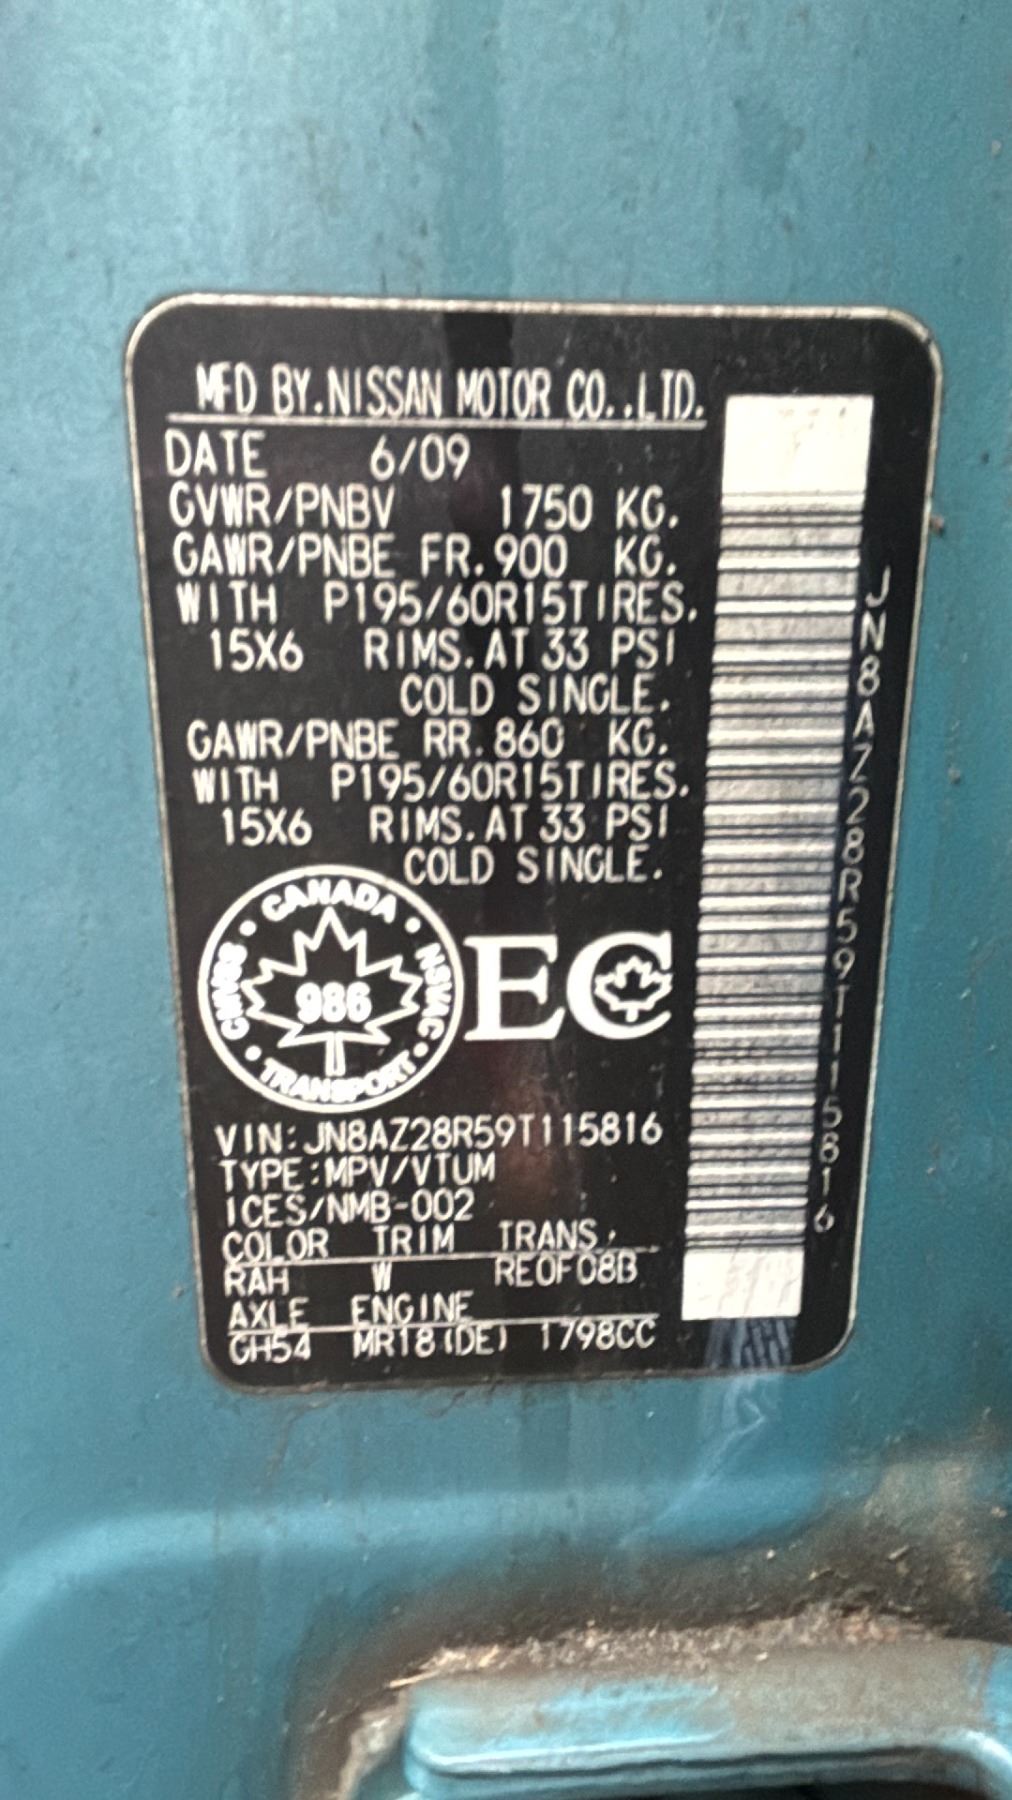 MFD BY.NISSAN MOTOR CO.,LTD.
DATE 6/09
GVWR/PNBV 1750 KG.
GAWR/PNBE FR. 900 KG.
WITH P195/60R15TIRES.
15X6 RIMS. AT 33 PSI
COLD SINGLE.
GAWR/PNBE RR. 860 KG.
WITH P195/60R15TIRES.
15X6 RIMS. AT 33 PSI
COLD SINGLE.
CANADA
CMVSS NSVAC
986
TRANSPORT
EC
VIN:JN8AZ28R59T115816
TYPE:MPV/VTUM
ICES/NMB-002
COLOR TRIM TRANS.
RAH W RE0F08B
AXLE ENGINE
GH54 MR18(DE) 1798CC
JN8AZ28R59T115816